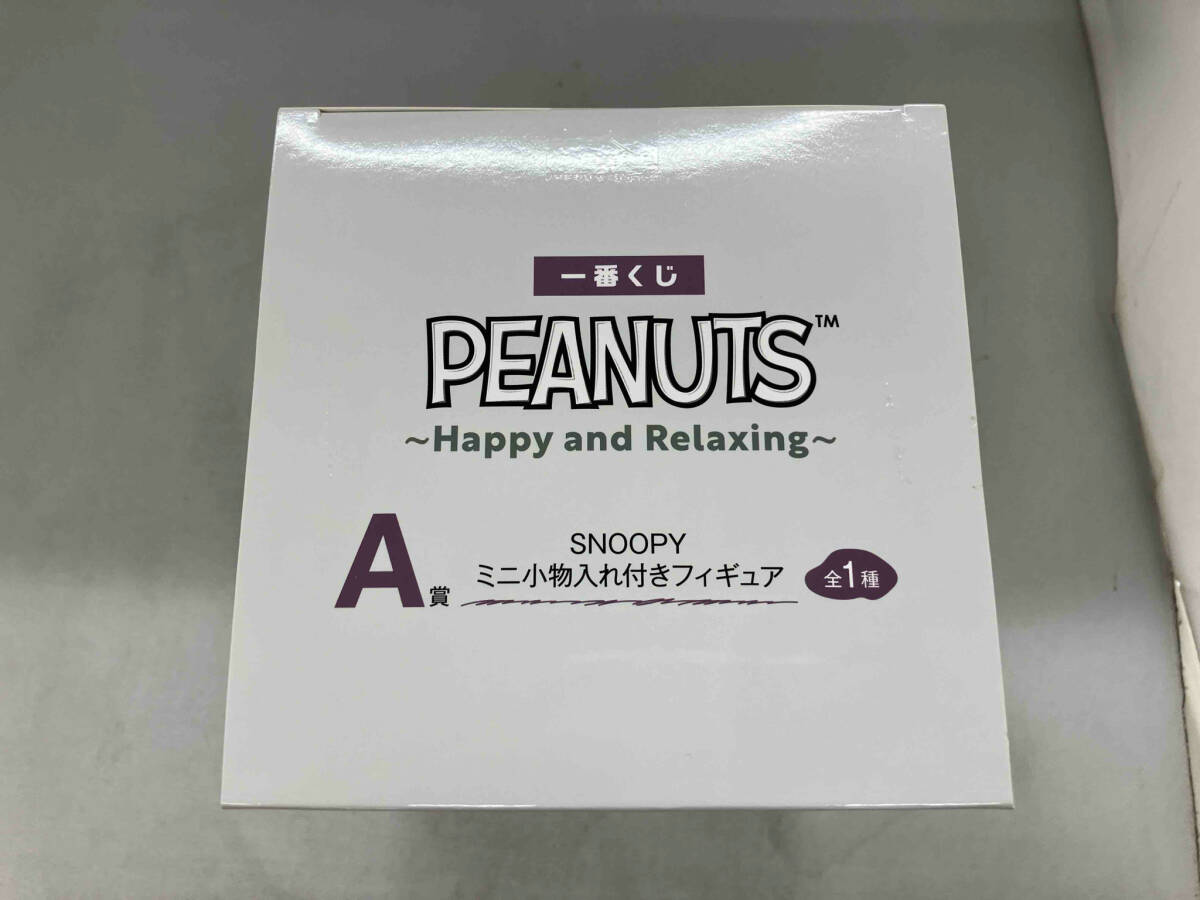 一番くじ
PEANUTS™
~Happy and Relaxing~
A賞
SNOOPY
ミニ小物入れ付きフィギュア
全1種